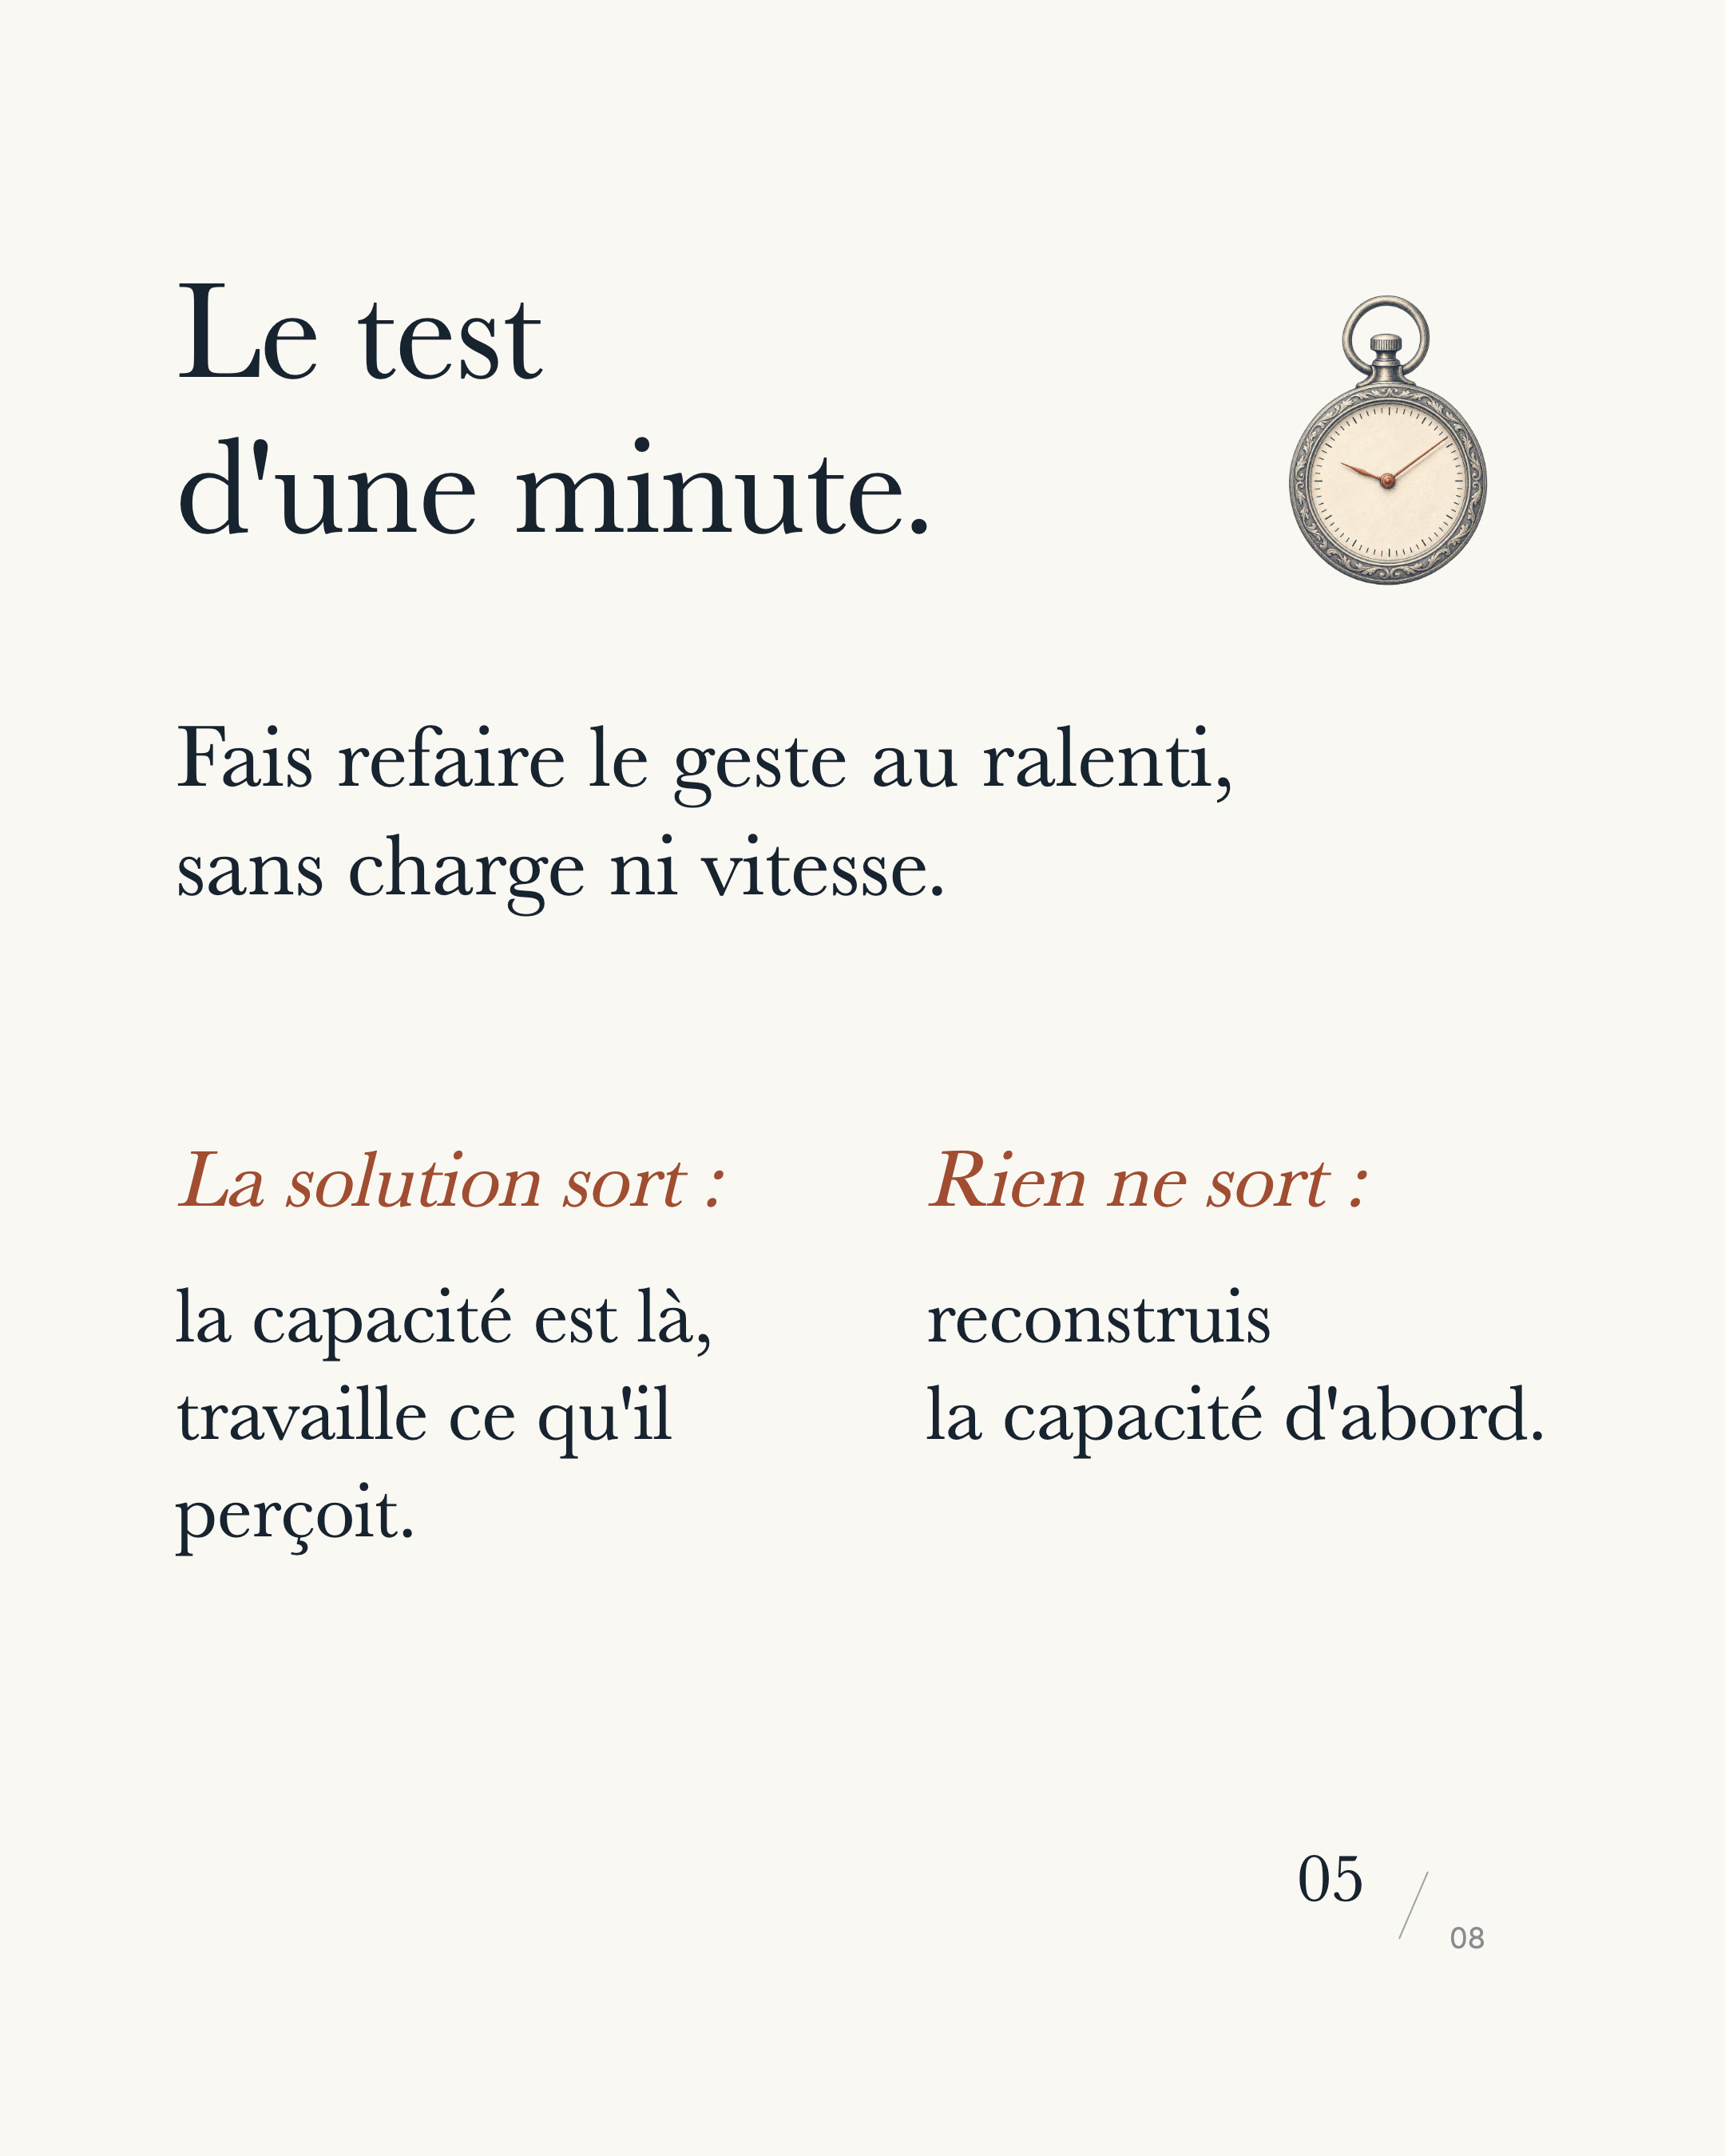 Le test
d'une minute.
Fais refaire le geste au ralenti,
sans charge ni vitesse.
La solution sort :
la capacité est là,
travaille ce qu'il
perçoit.
Rien ne sort :
reconstruis
la capacité d'abord.
05 / 08